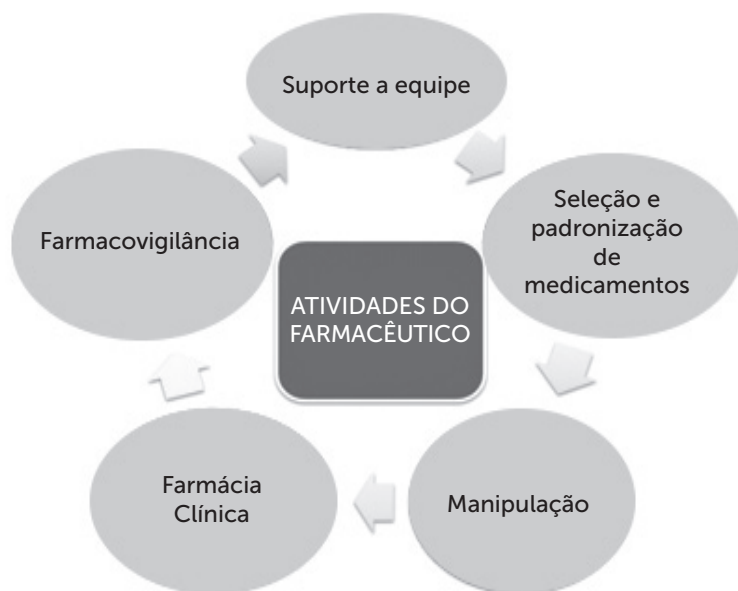 Suporte a equipe
Seleção e
padronização
de
medicamentos
Manipulação
Farmácia
Clínica
Farmacovigilância
ATIVIDADES DO
FARMACÊUTICO